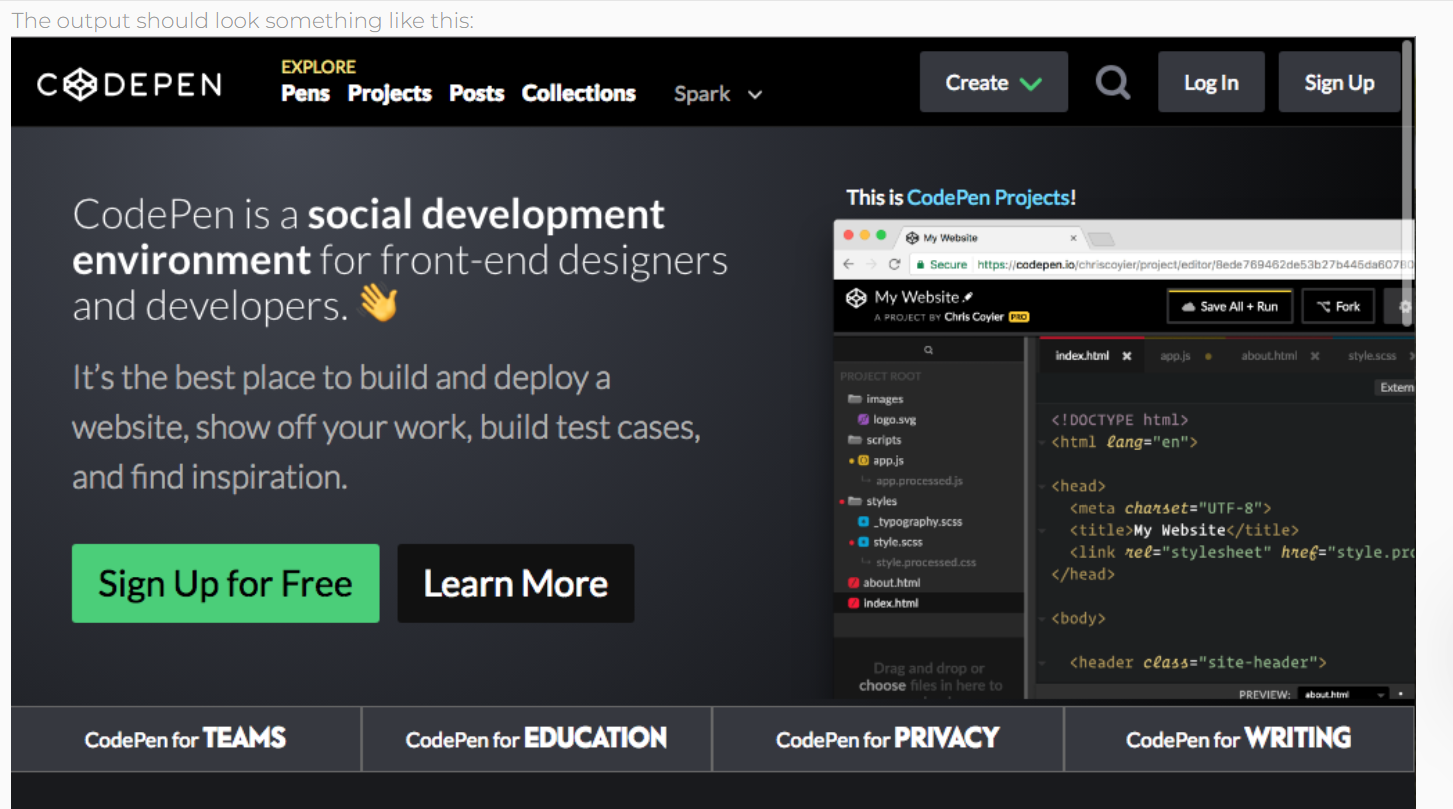 The output should look something like this:
CODEPEN
EXPLORE
Pens Projects Posts Collections Spark
Create
Log In
Sign Up
CodePen is a social development
environment for front-end designers
and developers. 👋
It's the best place to build and deploy a
website, show off your work, build test cases,
and find inspiration.
Sign Up for Free
Learn More
This is CodePen Projects!
My Website
Secure https://codepen.io/chriscoyier/project/editor/8ede769462de53b27b445da60780
My Website
A PROJECT BY Chris Coyier PRO
Save All + Run
Fork
PROJECT ROOT
images
logo.svg
scripts
app.js
app.processed.js
styles
_typography.scss
style.scss
style.processed.css
about.html
index.html
Drag and drop or
choose files in here to
index.html app.js about.html style.scss
Extern
<!DOCTYPE html>
<html lang="en">
<head>
<meta charset="UTF-8">
<title>My Website</title>
<link rel="stylesheet" href="style.pro
</head>
<body>
<header class="site-header">
PREVIEW: about.html
CodePen for TEAMS
CodePen for EDUCATION
CodePen for PRIVACY
CodePen for WRITING